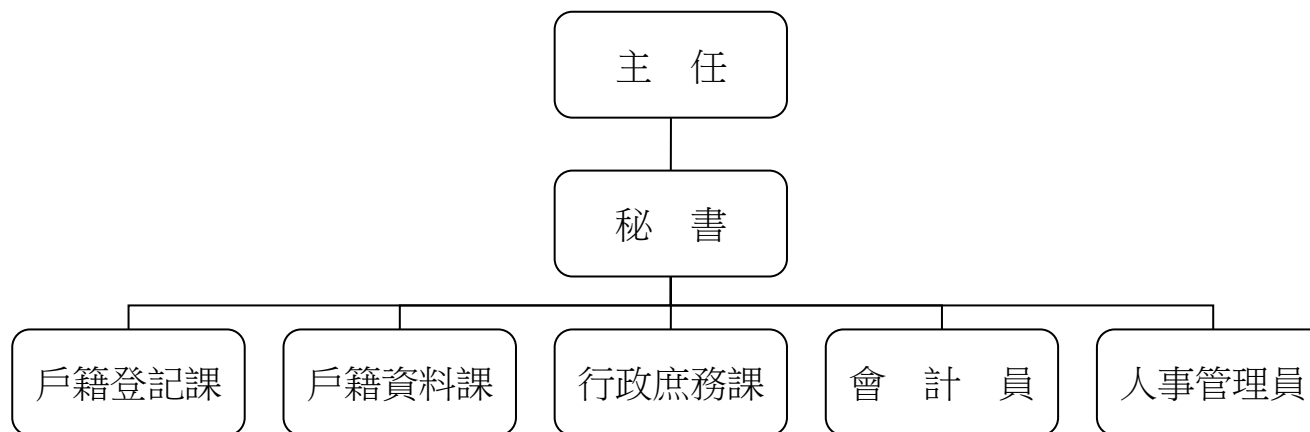 主　任
秘　書
戶籍登記課
戶籍資料課
行政庶務課
會　計　員
人事管理員